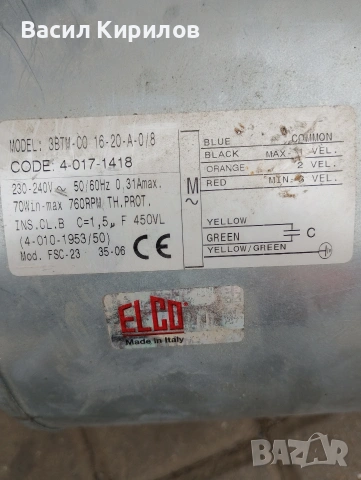 Васил Кирилов
MODEL: 3BTM-CO 16-20-A-0/8
CODE: 4-017-1418
230-240V ~ 50/60Hz 0,31Amax.
70Win-max 760RPM TH.PROT.
INS.CL.B C=1,5µF 450VL
(4-010-1953/50)
Mod. FSC-23 35-06 CE
M
~
BLUE COMMON
BLACK MAX. 1 VEL.
ORANGE 2 VEL.
RED MIN. 3 VEL.
YELLOW
GREEN C
YELLOW/GREEN
ELCO
Made in Italy
BAZAR